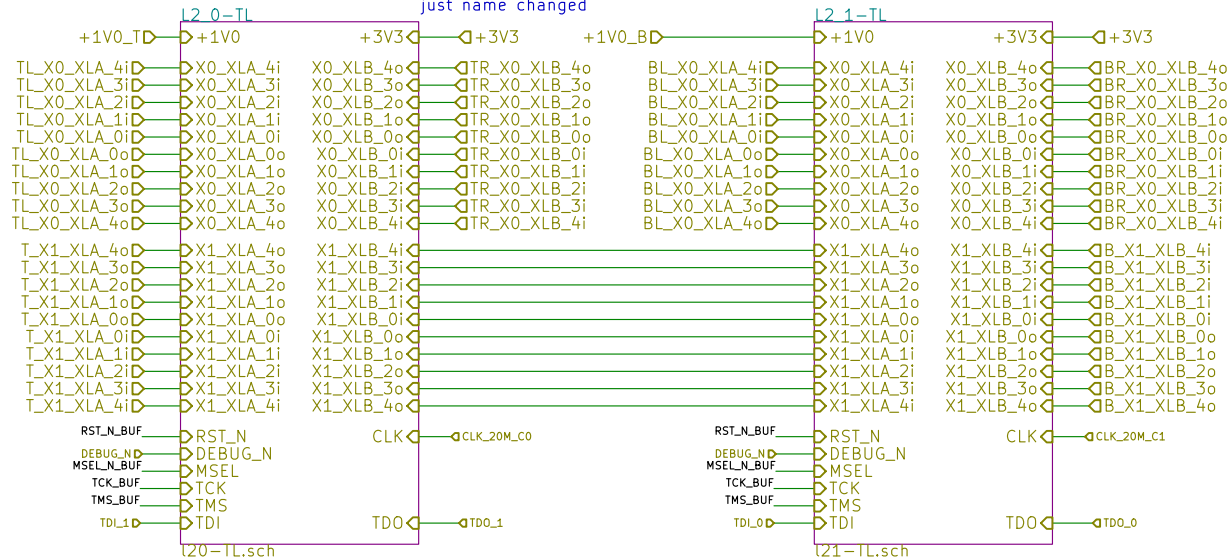 just name changed
L2_0-TL L2_1-TL
+1V0_T +1V0 +3V3 +3V3 +1V0_B +1V0 +3V3 +3V3
TL_X0_XLA_4i X0_XLA_4i X0_XLB_4o TR_X0_XLB_4o BL_X0_XLA_4i X0_XLA_4i X0_XLB_4o BR_X0_XLB_4o
TL_X0_XLA_3i X0_XLA_3i X0_XLB_3o TR_X0_XLB_3o BL_X0_XLA_3i X0_XLA_3i X0_XLB_3o BR_X0_XLB_3o
TL_X0_XLA_2i X0_XLA_2i X0_XLB_2o TR_X0_XLB_2o BL_X0_XLA_2i X0_XLA_2i X0_XLB_2o BR_X0_XLB_2o
TL_X0_XLA_1i X0_XLA_1i X0_XLB_1o TR_X0_XLB_1o BL_X0_XLA_1i X0_XLA_1i X0_XLB_1o BR_X0_XLB_1o
TL_X0_XLA_0i X0_XLA_0i X0_XLB_0o TR_X0_XLB_0o BL_X0_XLA_0i X0_XLA_0i X0_XLB_0o BR_X0_XLB_0o
TL_X0_XLA_0o X0_XLA_0o X0_XLB_0i TR_X0_XLB_0i BL_X0_XLA_0o X0_XLA_0o X0_XLB_0i BR_X0_XLB_0i
TL_X0_XLA_1o X0_XLA_1o X0_XLB_1i TR_X0_XLB_1i BL_X0_XLA_1o X0_XLA_1o X0_XLB_1i BR_X0_XLB_1i
TL_X0_XLA_2o X0_XLA_2o X0_XLB_2i TR_X0_XLB_2i BL_X0_XLA_2o X0_XLA_2o X0_XLB_2i BR_X0_XLB_2i
TL_X0_XLA_3o X0_XLA_3o X0_XLB_3i TR_X0_XLB_3i BL_X0_XLA_3o X0_XLA_3o X0_XLB_3i BR_X0_XLB_3i
TL_X0_XLA_4o X0_XLA_4o X0_XLB_4i TR_X0_XLB_4i BL_X0_XLA_4o X0_XLA_4o X0_XLB_4i BR_X0_XLB_4i
T_X1_XLA_4o X1_XLA_4o X1_XLB_4i X1_XLA_4o X1_XLB_4i B_X1_XLB_4i
T_X1_XLA_3o X1_XLA_3o X1_XLB_3i X1_XLA_3o X1_XLB_3i B_X1_XLB_3i
T_X1_XLA_2o X1_XLA_2o X1_XLB_2i X1_XLA_2o X1_XLB_2i B_X1_XLB_2i
T_X1_XLA_1o X1_XLA_1o X1_XLB_1i X1_XLA_1o X1_XLB_1i B_X1_XLB_1i
T_X1_XLA_0o X1_XLA_0o X1_XLB_0i X1_XLA_0o X1_XLB_0i B_X1_XLB_0i
T_X1_XLA_0i X1_XLA_0i X1_XLB_0o X1_XLA_0i X1_XLB_0o B_X1_XLB_0o
T_X1_XLA_1i X1_XLA_1i X1_XLB_1o X1_XLA_1i X1_XLB_1o B_X1_XLB_1o
T_X1_XLA_2i X1_XLA_2i X1_XLB_2o X1_XLA_2i X1_XLB_2o B_X1_XLB_2o
T_X1_XLA_3i X1_XLA_3i X1_XLB_3o X1_XLA_3i X1_XLB_3o B_X1_XLB_3o
T_X1_XLA_4i X1_XLA_4i X1_XLB_4o X1_XLA_4i X1_XLB_4o B_X1_XLB_4o
RST_N_BUF RST_N CLK CLK_20M_C0 RST_N_BUF RST_N CLK CLK_20M_C1
DEBUG_N DEBUG_N DEBUG_N DEBUG_N
MSEL_N_BUF MSEL MSEL_N_BUF MSEL
TCK_BUF TCK TCK_BUF TCK
TMS_BUF TMS TMS_BUF TMS
TDI_1 TDI TDO TDO_1 TDI_0 TDI TDO TDO_0
l20-TL.sch l21-TL.sch